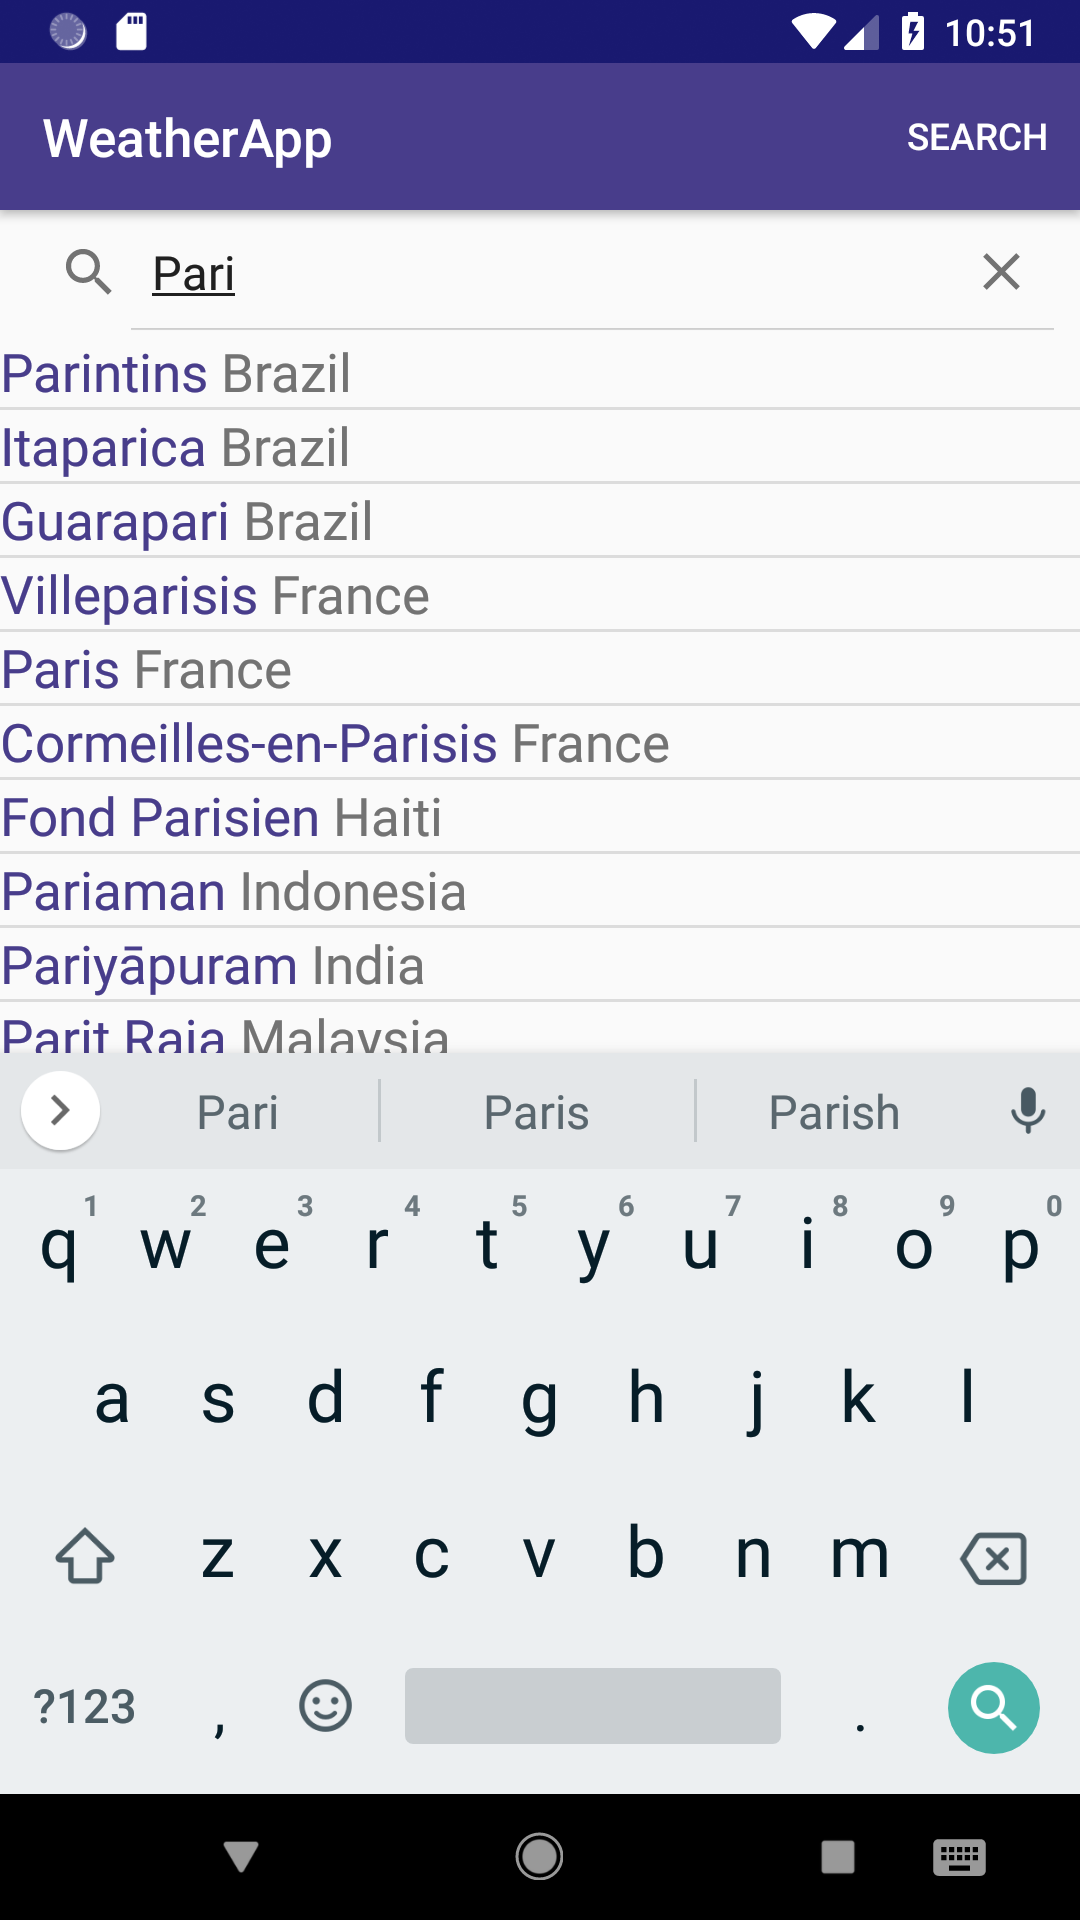 10:51
WeatherApp SEARCH
Pari
Parintins Brazil
Itaparica Brazil
Guarapari Brazil
Villeparisis France
Paris France
Cormeilles-en-Parisis France
Fond Parisien Haiti
Pariaman Indonesia
Pariyāpuram India
Parit Raja Malaysia
Pari Paris Parish
1 2 3 4 5 6 7 8 9 0
q w e r t y u i o p
a s d f g h j k l
z x c v b n m
?123 , .